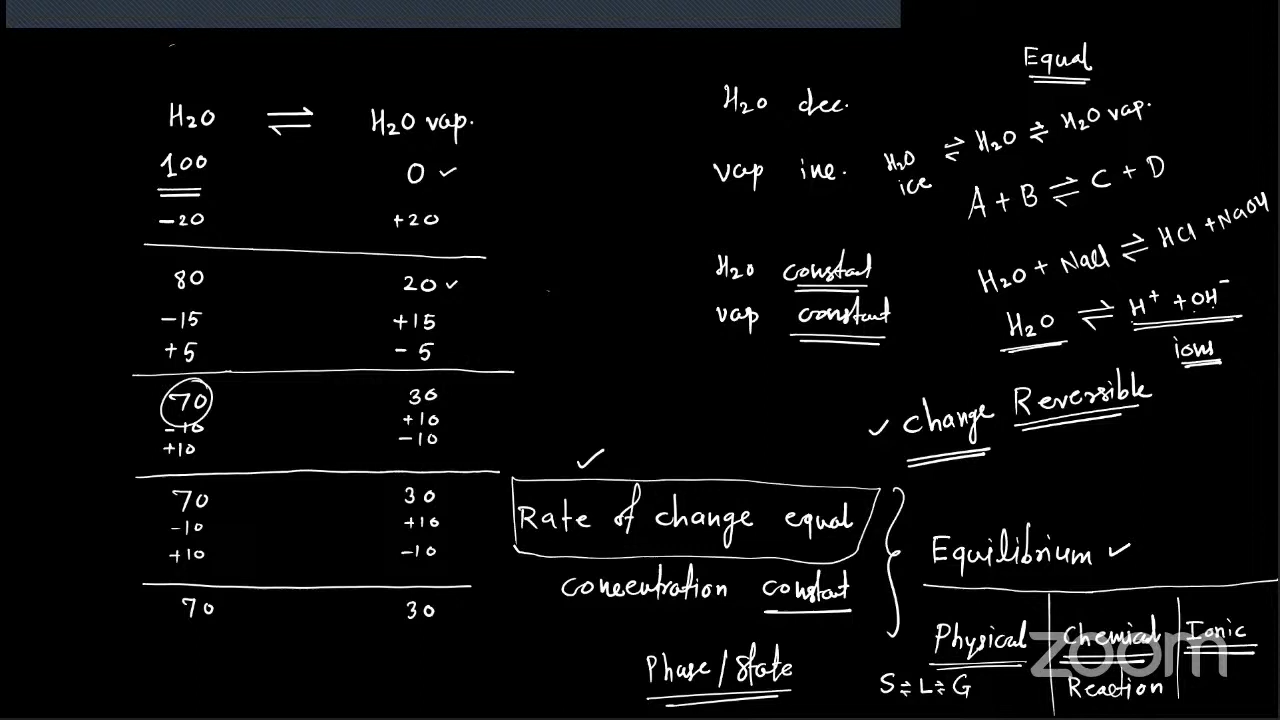 H₂O ⇌ H₂O vap.
100 0 ✓
-20 +20
80 20 ✓
-15 +15
+5 - 5
70 30
-10 +10
+10 -10
70 30
-10 +10
+10 -10
70 30
H₂O dec.
vap inc.
H₂O constant
vap constant
Equal
H₂O ice ⇌ H₂O ⇌ H₂O vap.
A + B ⇌ C + D
H₂O + NaCl ⇌ HCl + NaOH
H₂O ⇌ H⁺ + OH⁻
ions
✓ Change Reversible
✓
Rate of change equal
Concentration constant
Equilibrium ✓
Phase/State
Physical Chemical Ionic
S ⇌ L ⇌ G Reaction
zoom